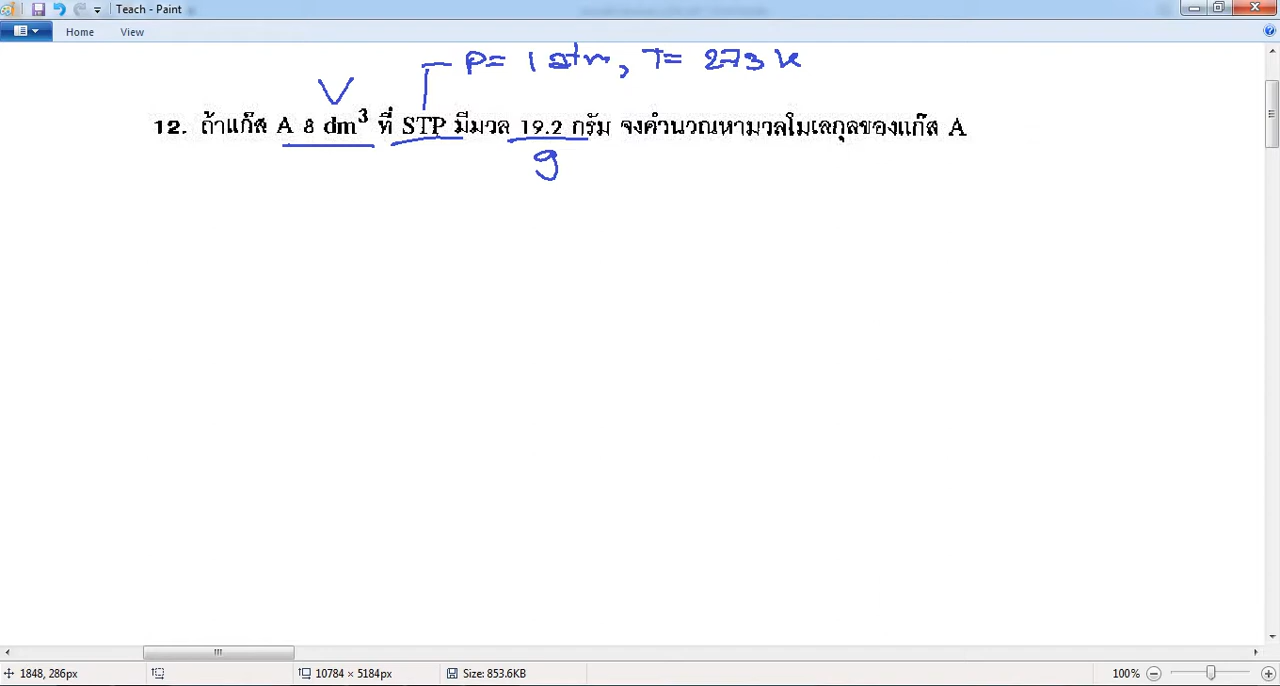 Teach - Paint
Home View
P = 1 atm, T = 273 K
V
12. ถ้าแก๊ส A 8 dm³ ที่ STP มีมวล 19.2 กรัม จงคำนวณหามวลโมเลกุลของแก๊ส A
g
1848, 286px 10784 × 5184px Size: 853.6KB 100%